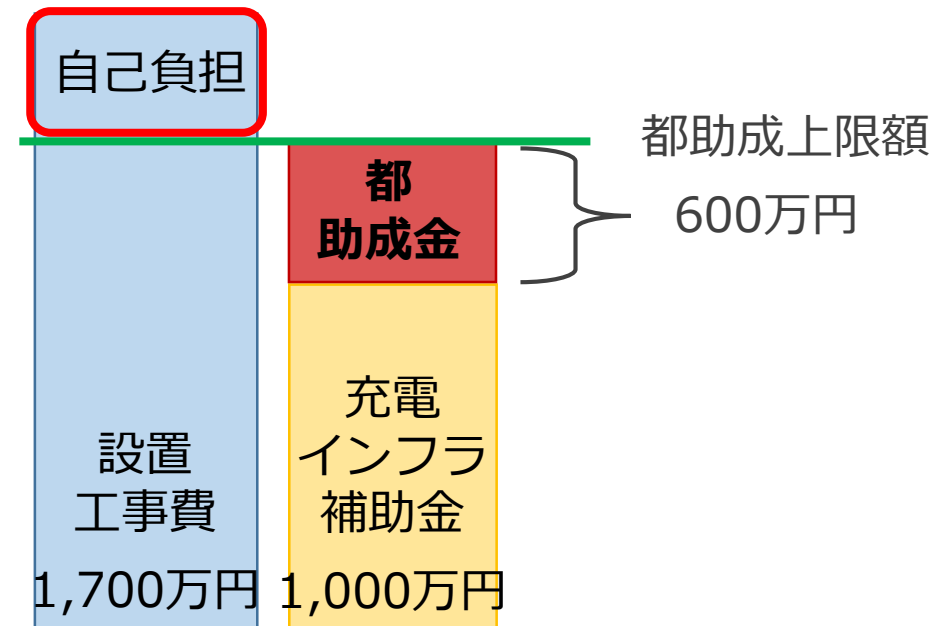 自己負担
都助成上限額
600万円
都
助成金
充電
インフラ
補助金
1,000万円
設置
工事費
1,700万円